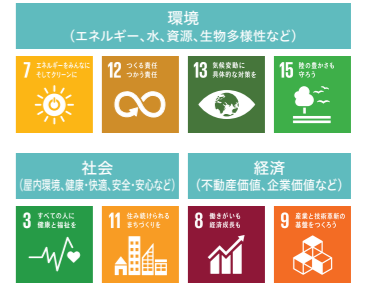 環境
（エネルギー、水、資源、生物多様性など）
7 エネルギーをみんなに
そしてクリーンに
12 つくる責任
つかう責任
13 気候変動に
具体的な対策を
15 陸の豊かさも
守ろう
社会
（屋内環境、健康・快適、安全・安心など）
経済
（不動産価値、企業価値など）
3 すべての人に
健康と福祉を
11 住み続けられる
まちづくりを
8 働きがいも
経済成長も
9 産業と技術革新の
基盤をつくろう